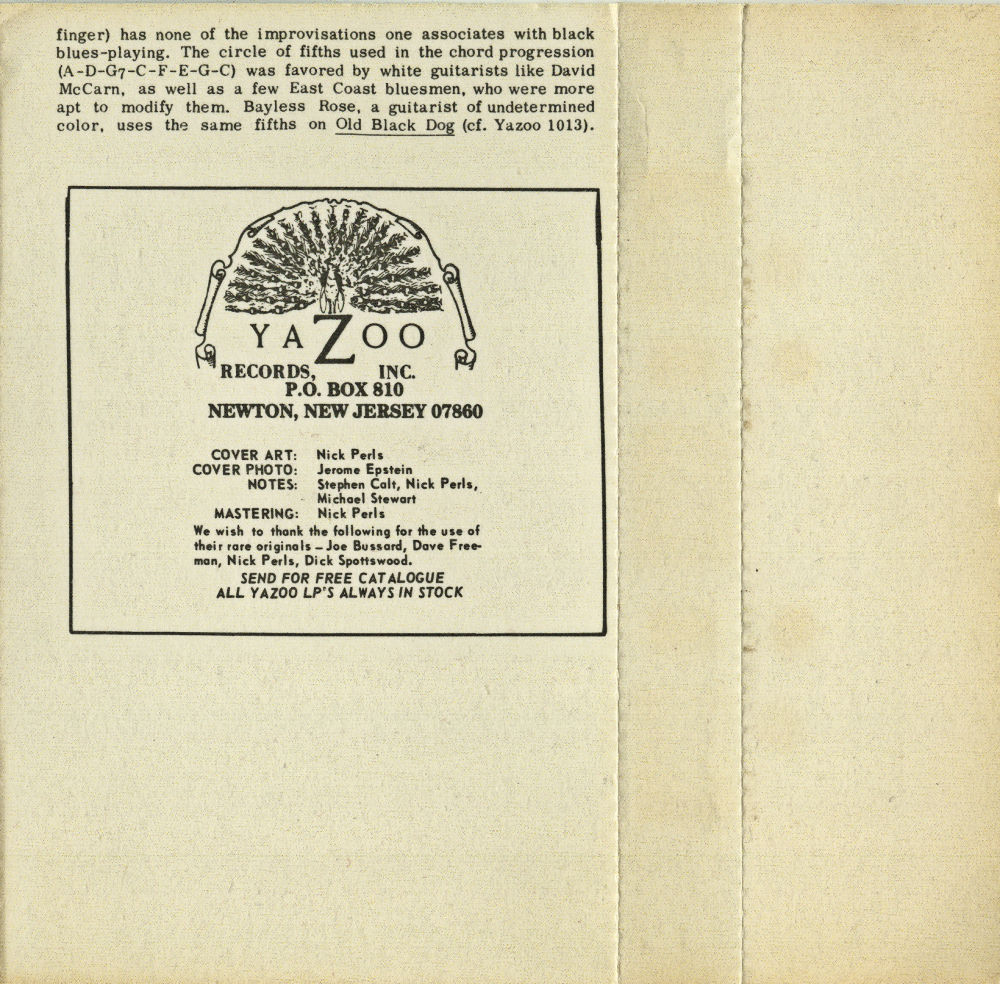 finger) has none of the improvisations one associates with black
blues-playing. The circle of fifths used in the chord progression
(A-D-G7-C-F-E-G-C) was favored by white guitarists like David
McCarn, as well as a few East Coast bluesmen, who were more
apt to modify them. Bayless Rose, a guitarist of undetermined
color, uses the same fifths on Old Black Dog (cf. Yazoo 1013).
YAZOO
RECORDS, INC.
P.O. BOX 810
NEWTON, NEW JERSEY 07860
COVER ART: Nick Perls
COVER PHOTO: Jerome Epstein
NOTES: Stephen Calt, Nick Perls,
Michael Stewart
MASTERING: Nick Perls
We wish to thank the following for the use of
their rare originals – Joe Bussard, Dave Free-
man, Nick Perls, Dick Spottswood.
SEND FOR FREE CATALOGUE
ALL YAZOO LP'S ALWAYS IN STOCK